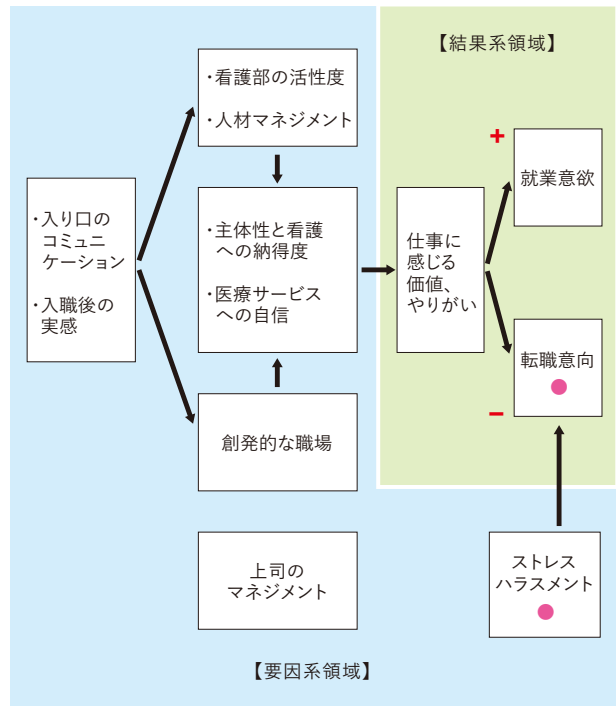 【結果系領域】
・看護部の活性度
・人材マネジメント
+
就業意欲
・入り口の
コミュニ
ケーション
・入職後の
実感
・主体性と看護
への納得度
・医療サービス
への自信
仕事に
感じる
価値、
やりがい
転職意向
−
創発的な職場
上司の
マネジメント
ストレス
ハラスメント
【要因系領域】